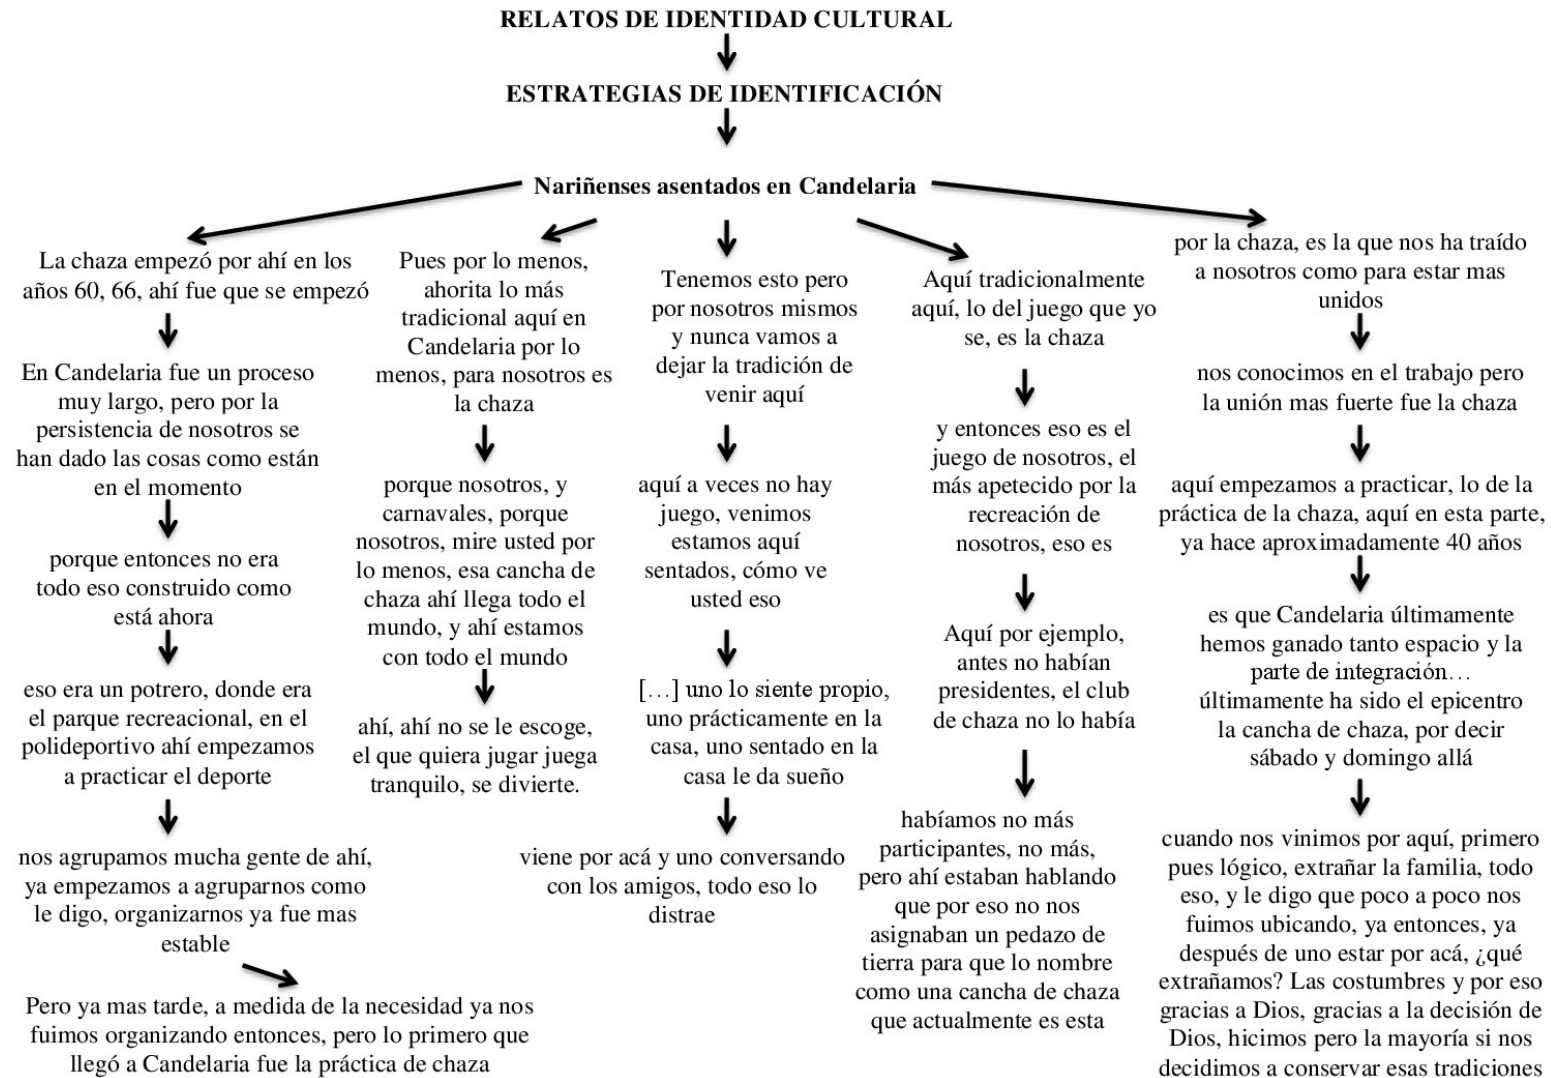 RELATOS DE IDENTIDAD CULTURAL
ESTRATEGIAS DE IDENTIFICACIÓN
Nariñenses asentados en Candelaria
La chaza empezó por ahí en los
años 60, 66, ahí fue que se empezó
En Candelaria fue un proceso
muy largo, pero por la
persistencia de nosotros se
han dado las cosas como están
en el momento
porque entonces no era
todo eso construido como
está ahora
eso era un potrero, donde era
el parque recreacional, en el
polideportivo ahí empezamos
a practicar el deporte
nos agrupamos mucha gente de ahí,
ya empezamos a agruparnos como
le digo, organizarnos ya fue mas
estable
Pero ya mas tarde, a medida de la necesidad ya nos
fuimos organizando entonces, pero lo primero que
llegó a Candelaria fue la práctica de chaza
Pues por lo menos,
ahorita lo más
tradicional aquí en
Candelaria por lo
menos, para nosotros es
la chaza
porque nosotros, y
carnavales, porque
nosotros, mire usted por
lo menos, esa cancha de
chaza ahí llega todo el
mundo, y ahí estamos
con todo el mundo
ahí, ahí no se le escoge,
el que quiera jugar juega
tranquilo, se divierte.
Tenemos esto pero
por nosotros mismos
y nunca vamos a
dejar la tradición de
venir aquí
aquí a veces no hay
juego, venimos
estamos aquí
sentados, cómo ve
usted eso
[…] uno lo siente propio,
uno prácticamente en la
casa, uno sentado en la
casa le da sueño
viene por acá y uno conversando
con los amigos, todo eso lo
distrae
Aquí tradicionalmente
aquí, lo del juego que yo
se, es la chaza
y entonces eso es el
juego de nosotros, el
más apetecido por la
recreación de
nosotros, eso es
Aquí por ejemplo,
antes no habían
presidentes, el club
de chaza no lo había
habíamos no más
participantes, no más,
pero ahí estaban hablando
que por eso no nos
asignaban un pedazo de
tierra para que lo nombre
como una cancha de chaza
que actualmente es esta
por la chaza, es la que nos ha traído
a nosotros como para estar mas
unidos
nos conocimos en el trabajo pero
la unión mas fuerte fue la chaza
aquí empezamos a practicar, lo de la
práctica de la chaza, aquí en esta parte,
ya hace aproximadamente 40 años
es que Candelaria últimamente
hemos ganado tanto espacio y la
parte de integración…
últimamente ha sido el epicentro
la cancha de chaza, por decir
sábado y domingo allá
cuando nos vinimos por aquí, primero
pues lógico, extrañar la familia, todo
eso, y le digo que poco a poco nos
fuimos ubicando, ya entonces, ya
después de uno estar por acá, ¿qué
extrañamos? Las costumbres y por eso
gracias a Dios, gracias a la decisión de
Dios, hicimos pero la mayoría si nos
decidimos a conservar esas tradiciones